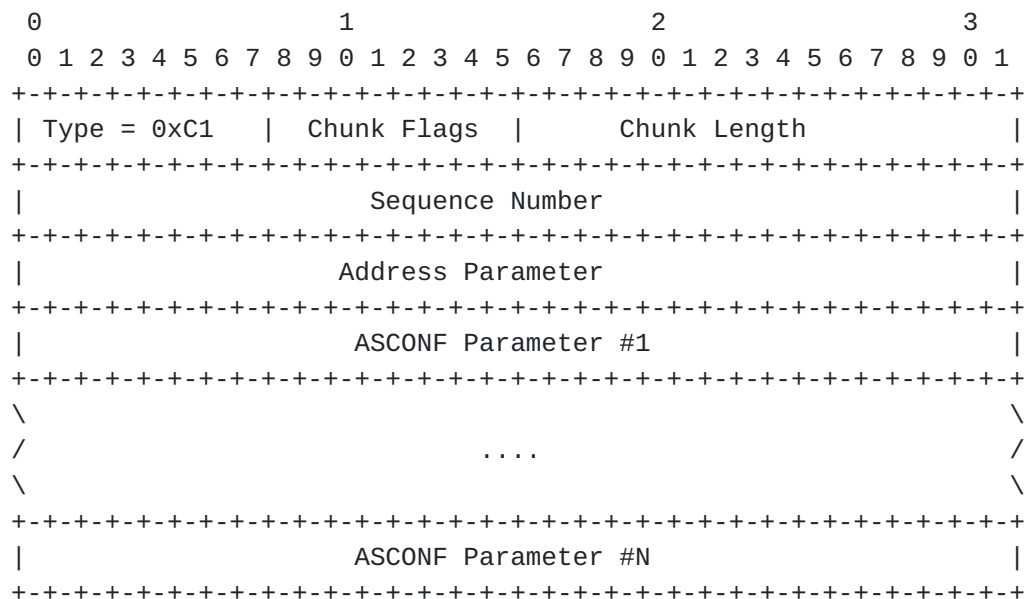 0                   1                   2                   3
 0 1 2 3 4 5 6 7 8 9 0 1 2 3 4 5 6 7 8 9 0 1 2 3 4 5 6 7 8 9 0 1
+-+-+-+-+-+-+-+-+-+-+-+-+-+-+-+-+-+-+-+-+-+-+-+-+-+-+-+-+-+-+-+-+
| Type = 0xC1   |  Chunk Flags  |      Chunk Length             |
+-+-+-+-+-+-+-+-+-+-+-+-+-+-+-+-+-+-+-+-+-+-+-+-+-+-+-+-+-+-+-+-+
|                      Sequence Number                          |
+-+-+-+-+-+-+-+-+-+-+-+-+-+-+-+-+-+-+-+-+-+-+-+-+-+-+-+-+-+-+-+-+
|                    Address Parameter                          |
+-+-+-+-+-+-+-+-+-+-+-+-+-+-+-+-+-+-+-+-+-+-+-+-+-+-+-+-+-+-+-+-+
|                     ASCONF Parameter #1                       |
+-+-+-+-+-+-+-+-+-+-+-+-+-+-+-+-+-+-+-+-+-+-+-+-+-+-+-+-+-+-+-+-+
\                                                               \
/                             ....                              /
\                                                               \
+-+-+-+-+-+-+-+-+-+-+-+-+-+-+-+-+-+-+-+-+-+-+-+-+-+-+-+-+-+-+-+-+
|                     ASCONF Parameter #N                       |
+-+-+-+-+-+-+-+-+-+-+-+-+-+-+-+-+-+-+-+-+-+-+-+-+-+-+-+-+-+-+-+-+